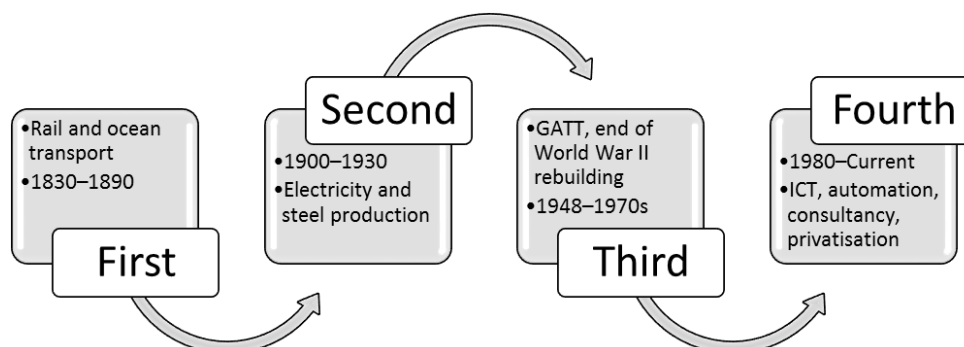 •Rail and ocean
transport
•1830–1890
First
Second
•1900–1930
•Electricity and
steel production
•GATT, end of
World War II
rebuilding
•1948–1970s
Third
Fourth
•1980–Current
•ICT, automation,
consultancy,
privatisation